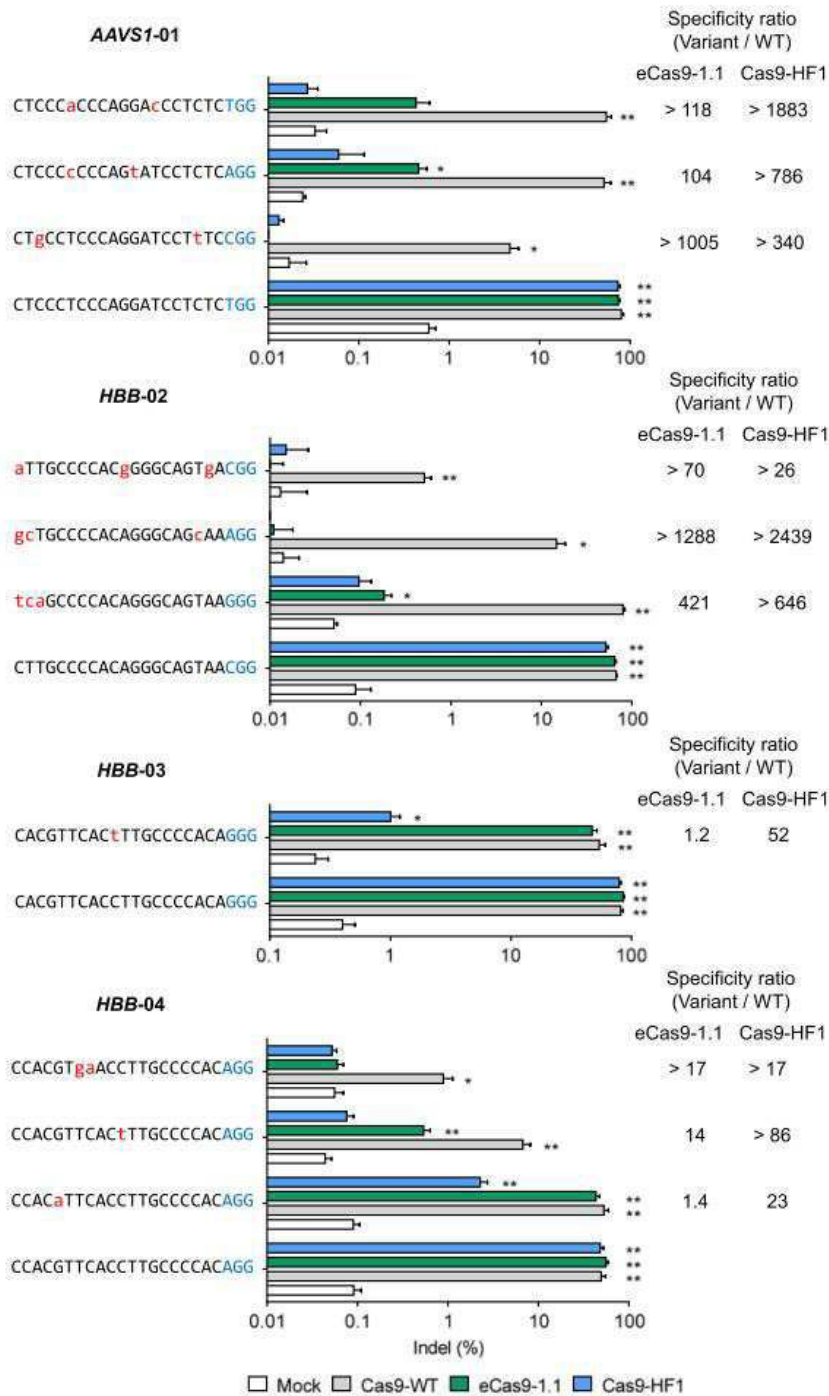 AAVS1-01
Specificity ratio
(Variant / WT)
eCas9-1.1 Cas9-HF1
CTCCCaCCCAGGAcCCTCTCTGG ** > 118 > 1883
CTCCCcCCCAGtATCCTCTCAGG * ** 104 > 786
CTgCCTCCCAGGATCCTtTCCGG * > 1005 > 340
CTCCCTCCCAGGATCCTCTCTGG ** ** **
0.01 0.1 1 10 100
HBB-02
Specificity ratio
(Variant / WT)
eCas9-1.1 Cas9-HF1
aTTGCCCCACgGGGCAGTgACGG ** > 70 > 26
gcTGCCCCACAGGGCAGcAAAGG * > 1288 > 2439
tcaGCCCCACAGGGCAGTAAGGG * ** 421 > 646
CTTGCCCCACAGGGCAGTAACGG ** ** **
0.01 0.1 1 10 100
HBB-03
Specificity ratio
(Variant / WT)
eCas9-1.1 Cas9-HF1
CACGTTCACtTTGCCCCACAGGG * ** ** 1.2 52
CACGTTCACCTTGCCCCACAGGG ** ** **
0.1 1 10 100
HBB-04
Specificity ratio
(Variant / WT)
eCas9-1.1 Cas9-HF1
CCACGTgaACCTTGCCCCACAGG * > 17 > 17
CCACGTTCACtTTGCCCCACAGG ** ** 14 > 86
CCACaTTCACCTTGCCCCACAGG ** ** ** 1.4 23
CCACGTTCACCTTGCCCCACAGG ** ** **
0.01 0.1 1 10 100
Indel (%)
Mock Cas9-WT eCas9-1.1 Cas9-HF1